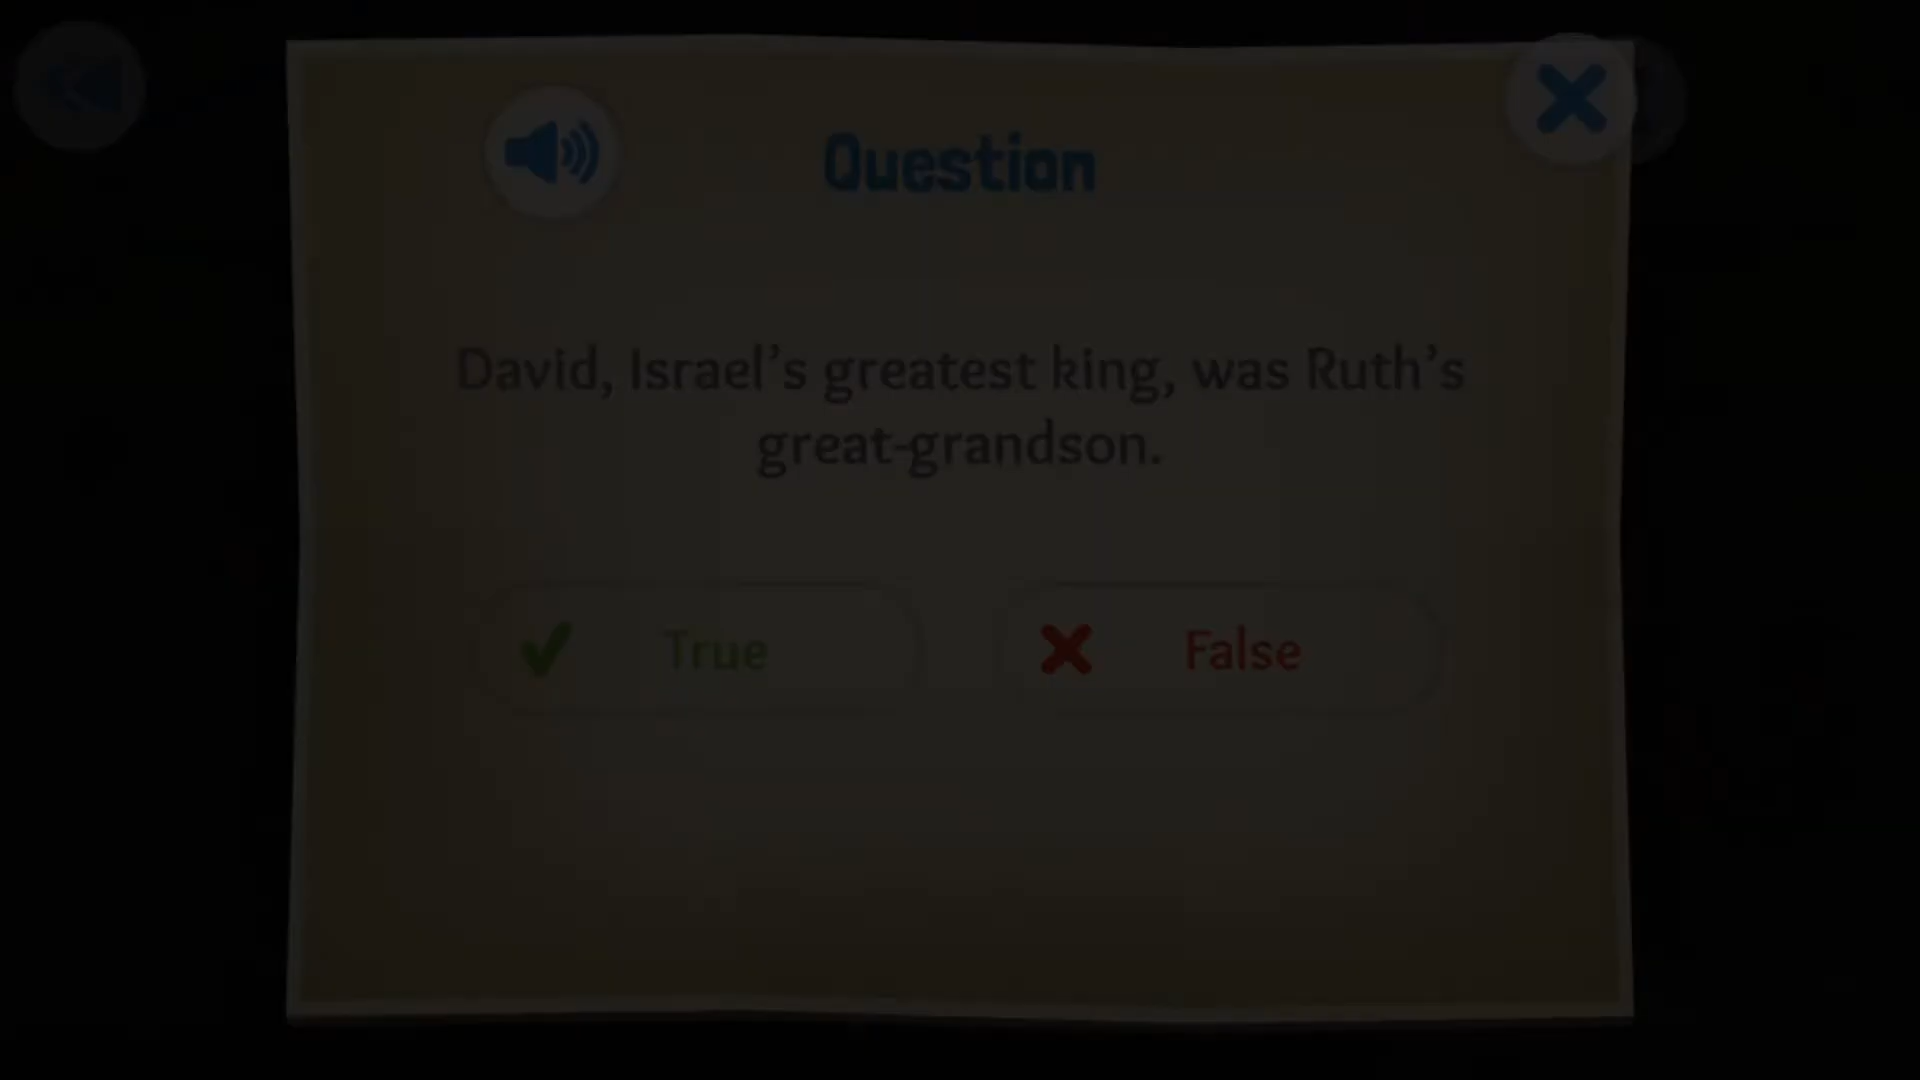 Question
David, Israel’s greatest king, was Ruth’s
great-grandson.
True
False